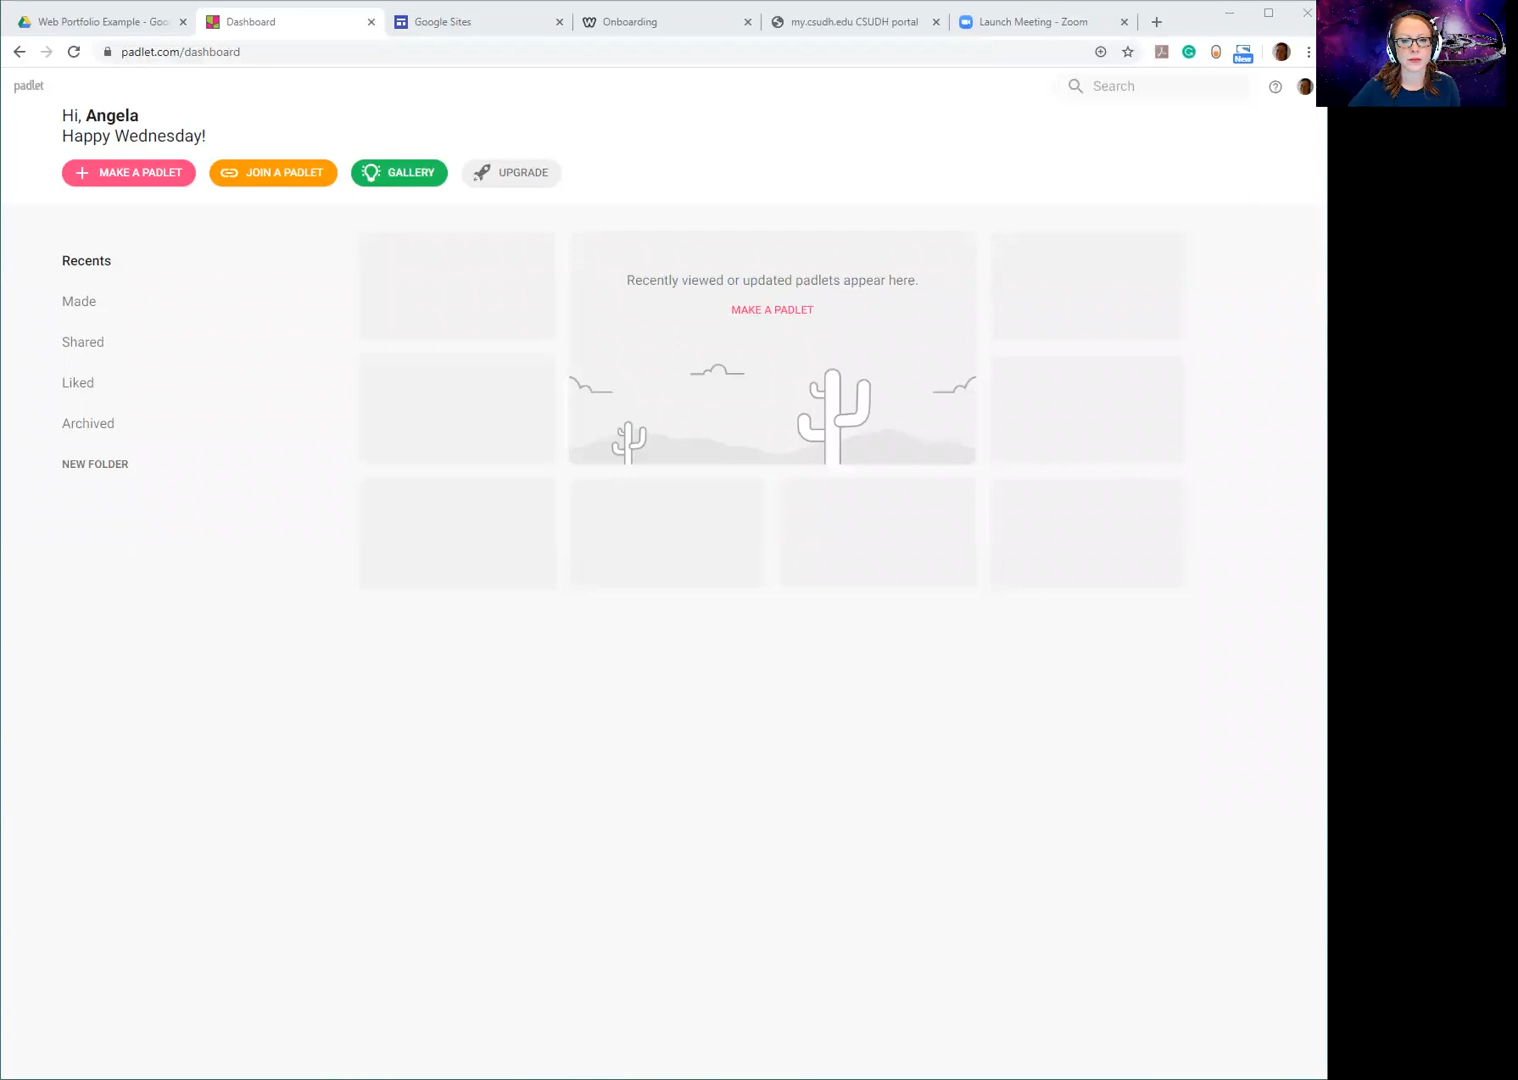 Web Portfolio Example - Goo
Dashboard
Google Sites
Onboarding
my.csudh.edu CSUDH portal
Launch Meeting - Zoom
padlet.com/dashboard
New
padlet
Search
Hi, Angela
Happy Wednesday!
MAKE A PADLET
JOIN A PADLET
GALLERY
UPGRADE
Recents
Made
Shared
Liked
Archived
NEW FOLDER
Recently viewed or updated padlets appear here.
MAKE A PADLET